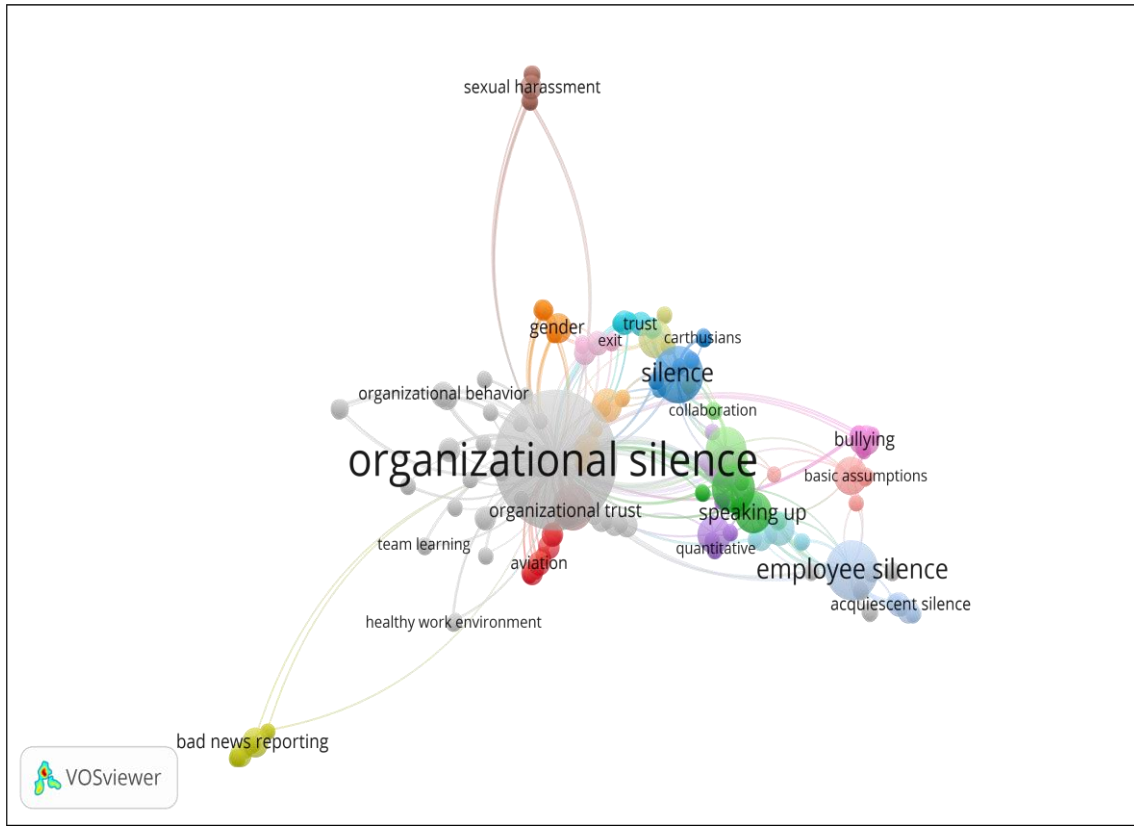 sexual harassment
gender
trust
exit
carthusians
silence
organizational behavior
collaboration
bullying
organizational silence
basic assumptions
organizational trust
speaking up
team learning
quantitative
aviation
employee silence
acquiescent silence
healthy work environment
bad news reporting
VOSviewer